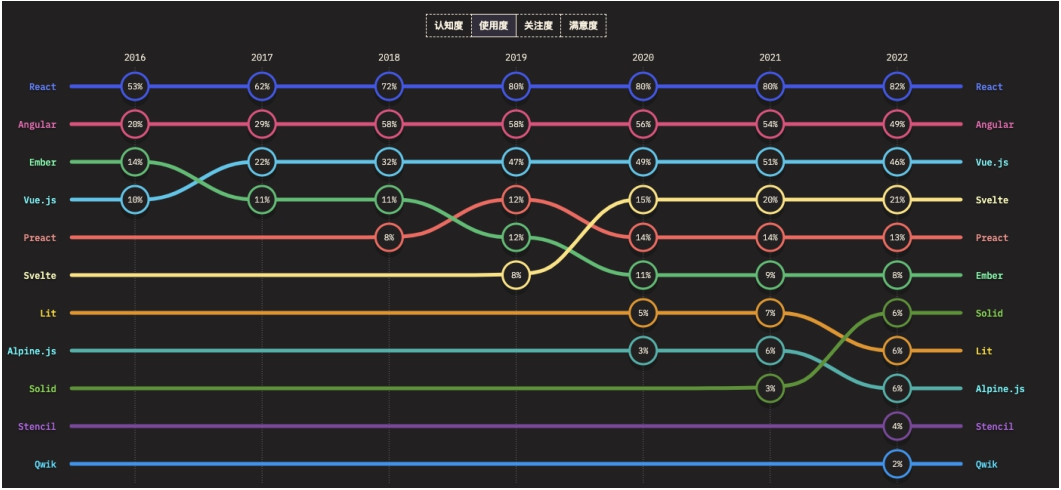 认知度 使用度 关注度 满意度
2016 2017 2018 2019 2020 2021 2022
React 53% 62% 72% 80% 80% 80% 82% React
Angular 20% 29% 58% 58% 56% 54% 49% Angular
Ember 14% 22% 32% 47% 49% 51% 46% Vue.js
Vue.js 10% 11% 11% 12% 15% 20% 21% Svelte
Preact 8% 12% 14% 14% 13% Preact
Svelte 8% 11% 9% 8% Ember
Lit 5% 7% 6% Solid
Alpine.js 3% 6% 6% Lit
Solid 3% 6% Alpine.js
Stencil 4% Stencil
Qwik 2% Qwik